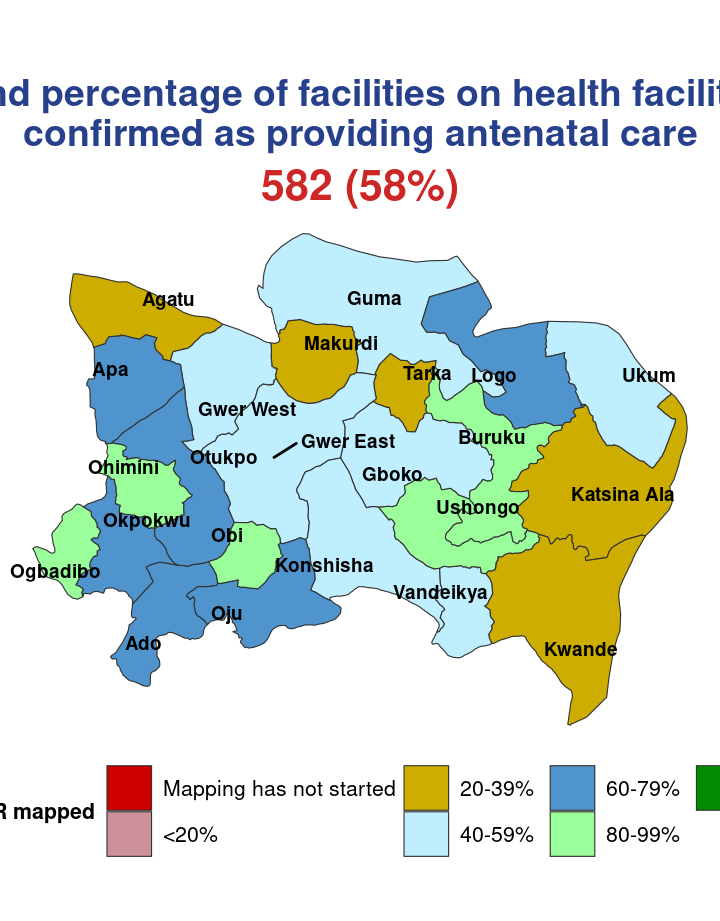 nd percentage of facilities on health facilit
confirmed as providing antenatal care
582 (58%)
Agatu
Guma
Makurdi
Apa
Tarka
Logo
Ukum
Gwer West
Gwer East
Buruku
Otukpo
Ohimini
Gboko
Katsina Ala
Ushongo
Okpokwu
Obi
Ogbadibo
Konshisha
Vandeikya
Oju
Ado
Kwande
R mapped
Mapping has not started
20-39%
60-79%
<20%
40-59%
80-99%